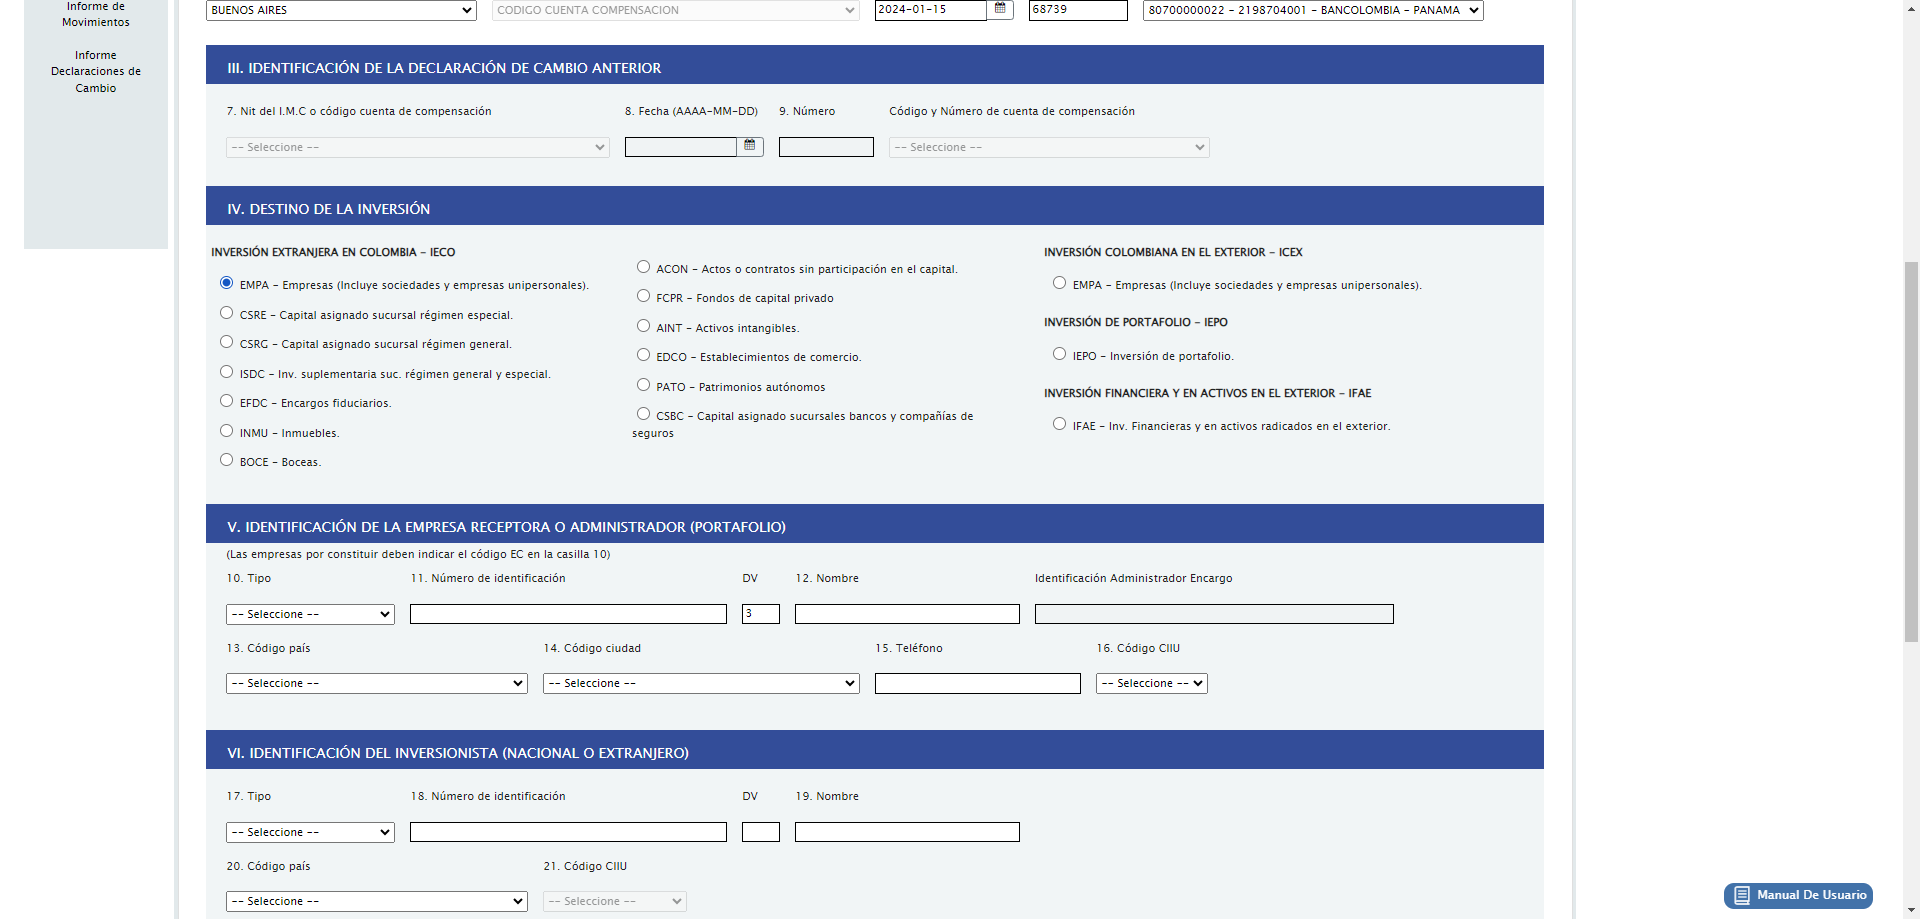 Informe de
Movimientos
Informe
Declaraciones de
Cambio
BUENOS AIRES
CODIGO CUENTA COMPENSACION
2024-01-15
68739
80700000022 - 2198704001 - BANCOLOMBIA - PANAMA
III. IDENTIFICACIÓN DE LA DECLARACIÓN DE CAMBIO ANTERIOR
7. Nit del I.M.C o código cuenta de compensación
8. Fecha (AAAA-MM-DD)
9. Número
Código y Número de cuenta de compensación
-- Seleccione --
-- Seleccione --
IV. DESTINO DE LA INVERSIÓN
INVERSIÓN EXTRANJERA EN COLOMBIA - IECO
EMPA - Empresas (Incluye sociedades y empresas unipersonales).
CSRE - Capital asignado sucursal régimen especial.
CSRG - Capital asignado sucursal régimen general.
ISDC - Inv. suplementaria suc. régimen general y especial.
EFDC - Encargos fiduciarios.
INMU - Inmuebles.
BOCE - Boceas.
ACON - Actos o contratos sin participación en el capital.
FCPR - Fondos de capital privado
AINT - Activos intangibles.
EDCO - Establecimientos de comercio.
PATO - Patrimonios autónomos
CSBC - Capital asignado sucursales bancos y compañías de
seguros
INVERSIÓN COLOMBIANA EN EL EXTERIOR - ICEX
EMPA - Empresas (Incluye sociedades y empresas unipersonales).
INVERSIÓN DE PORTAFOLIO - IEPO
IEPO - Inversión de portafolio.
INVERSIÓN FINANCIERA Y EN ACTIVOS EN EL EXTERIOR - IFAE
IFAE - Inv. Financieras y en activos radicados en el exterior.
V. IDENTIFICACIÓN DE LA EMPRESA RECEPTORA O ADMINISTRADOR (PORTAFOLIO)
(Las empresas por constituir deben indicar el código EC en la casilla 10)
10. Tipo
11. Número de identificación
DV
12. Nombre
Identificación Administrador Encargo
-- Seleccione --
3
13. Código país
14. Código ciudad
15. Teléfono
16. Código CIIU
-- Seleccione --
-- Seleccione --
-- Seleccione --
VI. IDENTIFICACIÓN DEL INVERSIONISTA (NACIONAL O EXTRANJERO)
17. Tipo
18. Número de identificación
DV
19. Nombre
-- Seleccione --
20. Código país
21. Código CIIU
-- Seleccione --
-- Seleccione --
Manual De Usuario